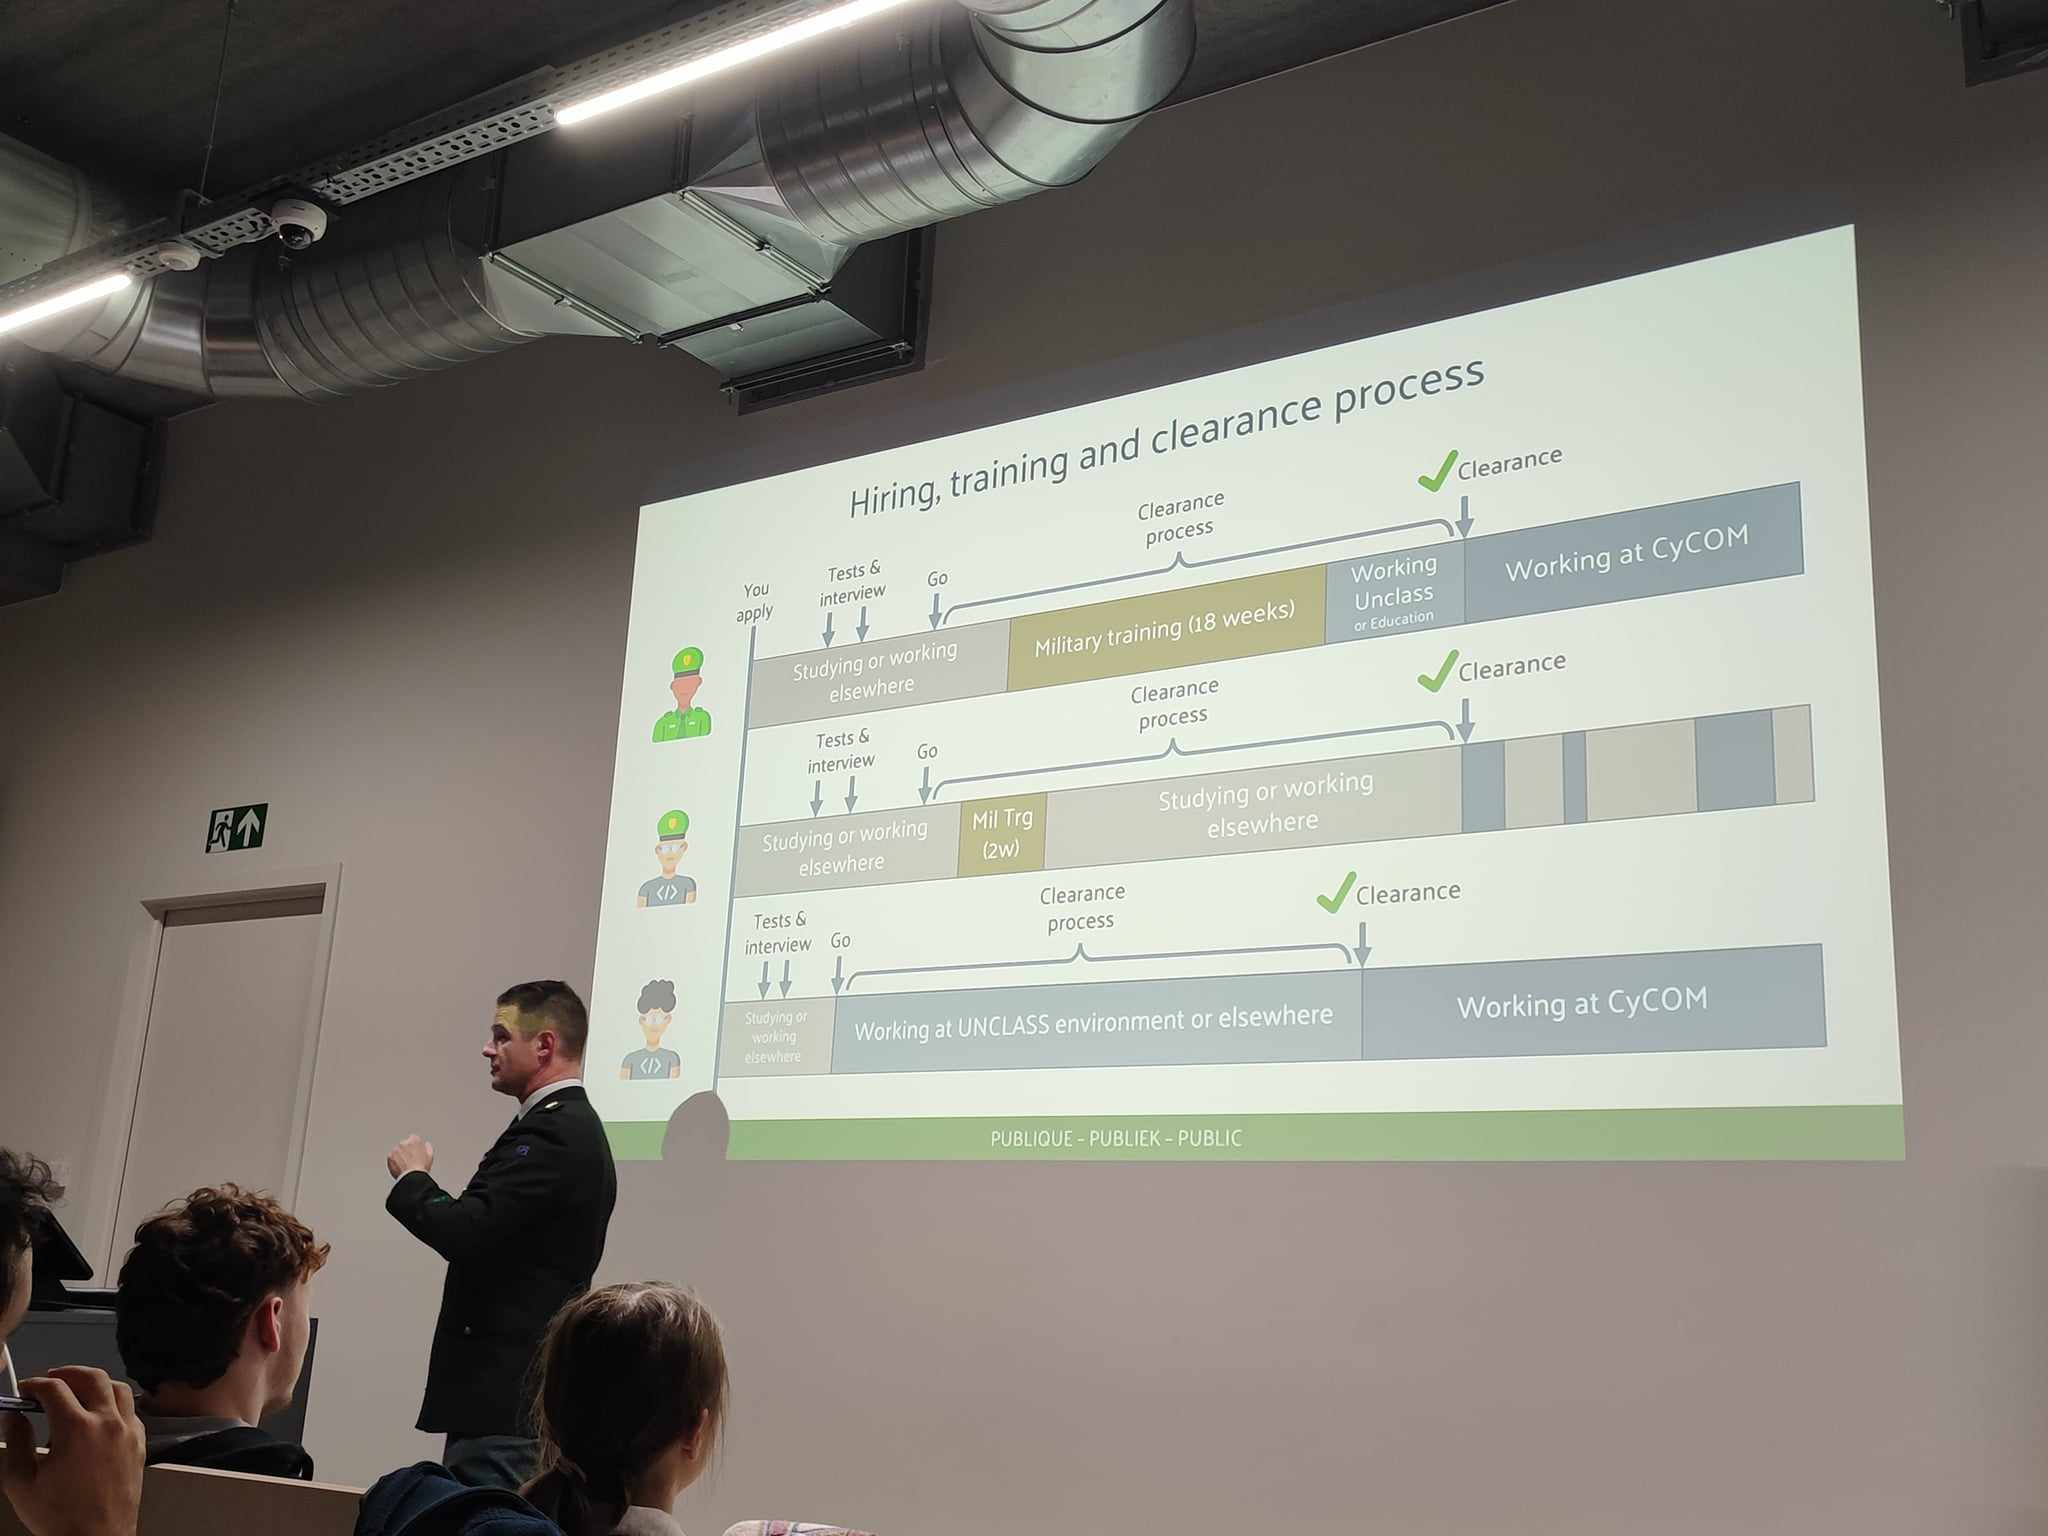 Hiring, training and clearance process
You
apply
Tests &
interview
Go
Clearance
process
Clearance
Studying or working
elsewhere
Military training (18 weeks)
Working
Unclass
or Education
Working at CyCOM
Tests &
interview
Go
Clearance
process
Clearance
Studying or working
elsewhere
Mil Trg
(2w)
Studying or working
elsewhere
</>
Tests &
interview
Go
Clearance
process
Clearance
Studying or
working
elsewhere
Working at UNCLASS environment or elsewhere
Working at CyCOM
</>
PUBLIQUE - PUBLIEK - PUBLIC